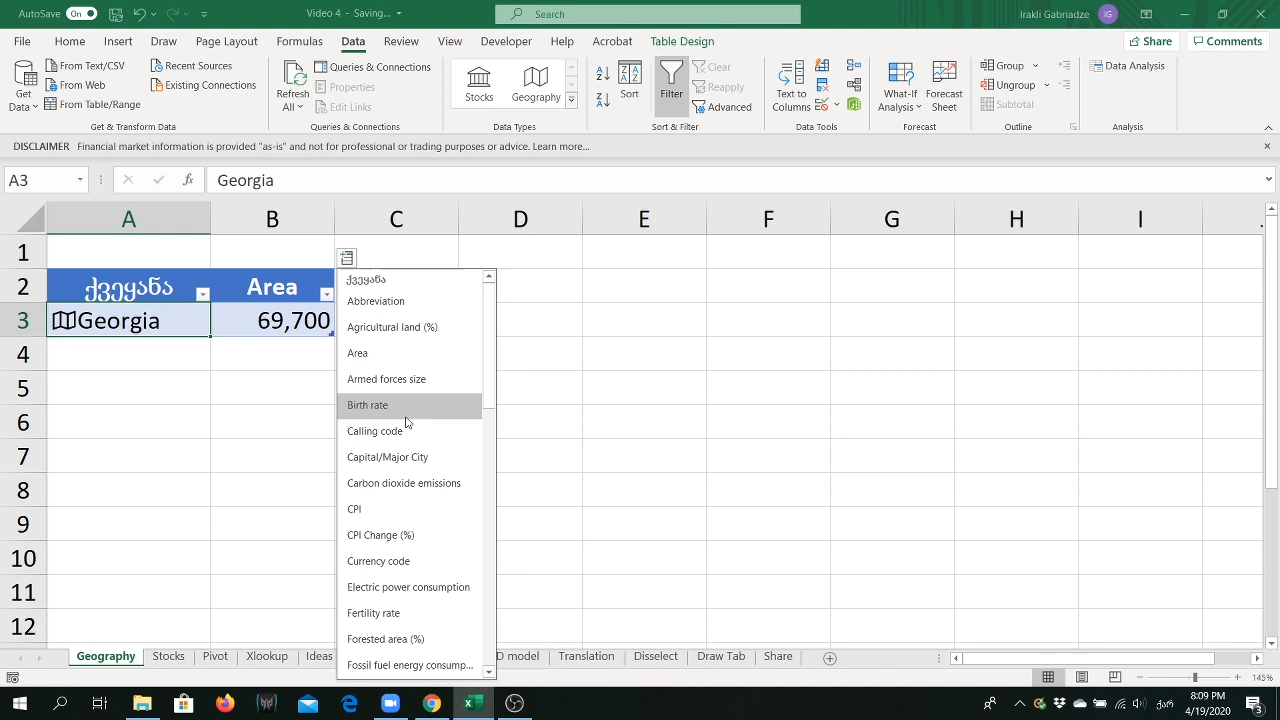 AutoSave On Video 4 - Saving... Search Irakli Gabriadze IG
File Home Insert Draw Page Layout Formulas Data Review View Developer Help Acrobat Table Design Share Comments
Get Data
From Text/CSV
From Web
From Table/Range
Recent Sources
Existing Connections
Get & Transform Data
Refresh All
Queries & Connections
Properties
Edit Links
Queries & Connections
Stocks
Geography
Data Types
Sort
Filter
Clear
Reapply
Advanced
Sort & Filter
Text to Columns
Data Tools
What-If Analysis
Forecast Sheet
Forecast
Group
Ungroup
Subtotal
Outline
Data Analysis
Analysis
DISCLAIMER Financial market information is provided "as-is" and not for professional or trading purposes or advice. Learn more...
A3 fx Georgia
A B C D E F G H I
1
2 ქვეყანა Area
3 Georgia 69,700
4
5
6
7
8
9
10
11
12
ქვეყანა
Abbreviation
Agricultural land (%)
Area
Armed forces size
Birth rate
Calling code
Capital/Major City
Carbon dioxide emissions
CPI
CPI Change (%)
Currency code
Electric power consumption
Fertility rate
Forested area (%)
Fossil fuel energy consump...
Geography Stocks Pivot Xlookup Ideas D model Translation Disselect Draw Tab Share
145%
8:09 PM
4/19/2020
ქარ